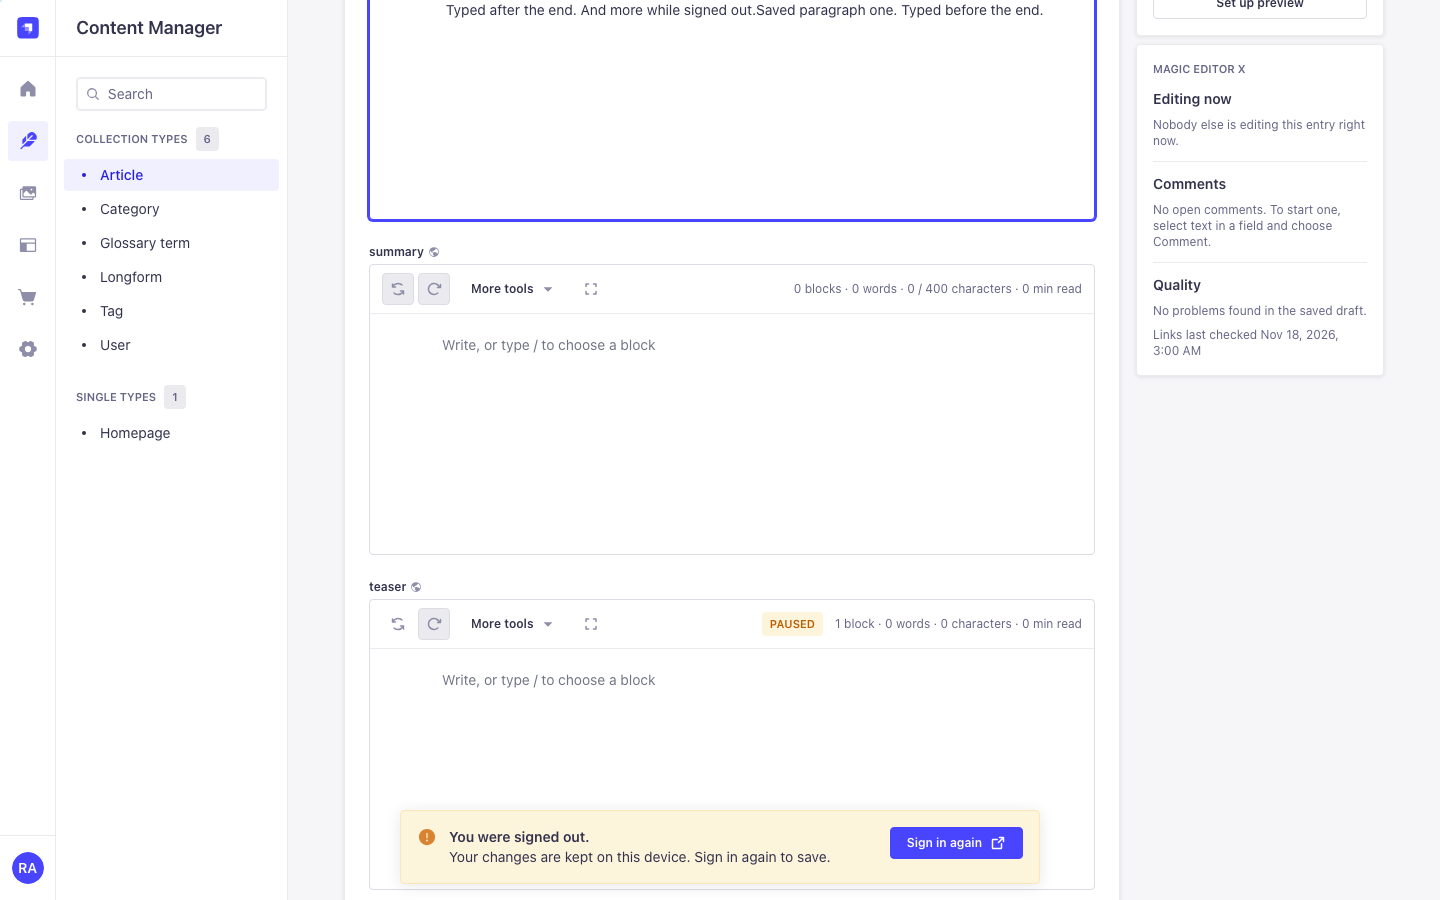 Content Manager
Search
COLLECTION TYPES 6
Article
Category
Glossary term
Longform
Tag
User
SINGLE TYPES 1
Homepage
RA
Typed after the end. And more while signed out.Saved paragraph one. Typed before the end.
summary
More tools
0 blocks · 0 words · 0 / 400 characters · 0 min read
Write, or type / to choose a block
teaser
More tools
PAUSED
1 block · 0 words · 0 characters · 0 min read
Write, or type / to choose a block
You were signed out.
Your changes are kept on this device. Sign in again to save.
Sign in again
Set up preview
MAGIC EDITOR X
Editing now
Nobody else is editing this entry right
now.
Comments
No open comments. To start one,
select text in a field and choose
Comment.
Quality
No problems found in the saved draft.
Links last checked Nov 18, 2026,
3:00 AM